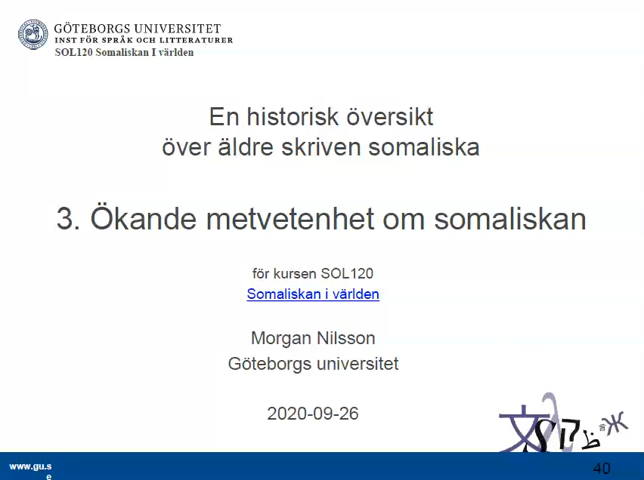 GÖTEBORGS UNIVERSITET
INST FÖR SPRÅK OCH LITTERATURER
SOL120 Somaliskan I världen
En historisk översikt
över äldre skriven somaliska
3. Ökande metvetenhet om somaliskan
för kursen SOL120
Somaliskan i världen
Morgan Nilsson
Göteborgs universitet
2020-09-26
www.gu.s
e
40